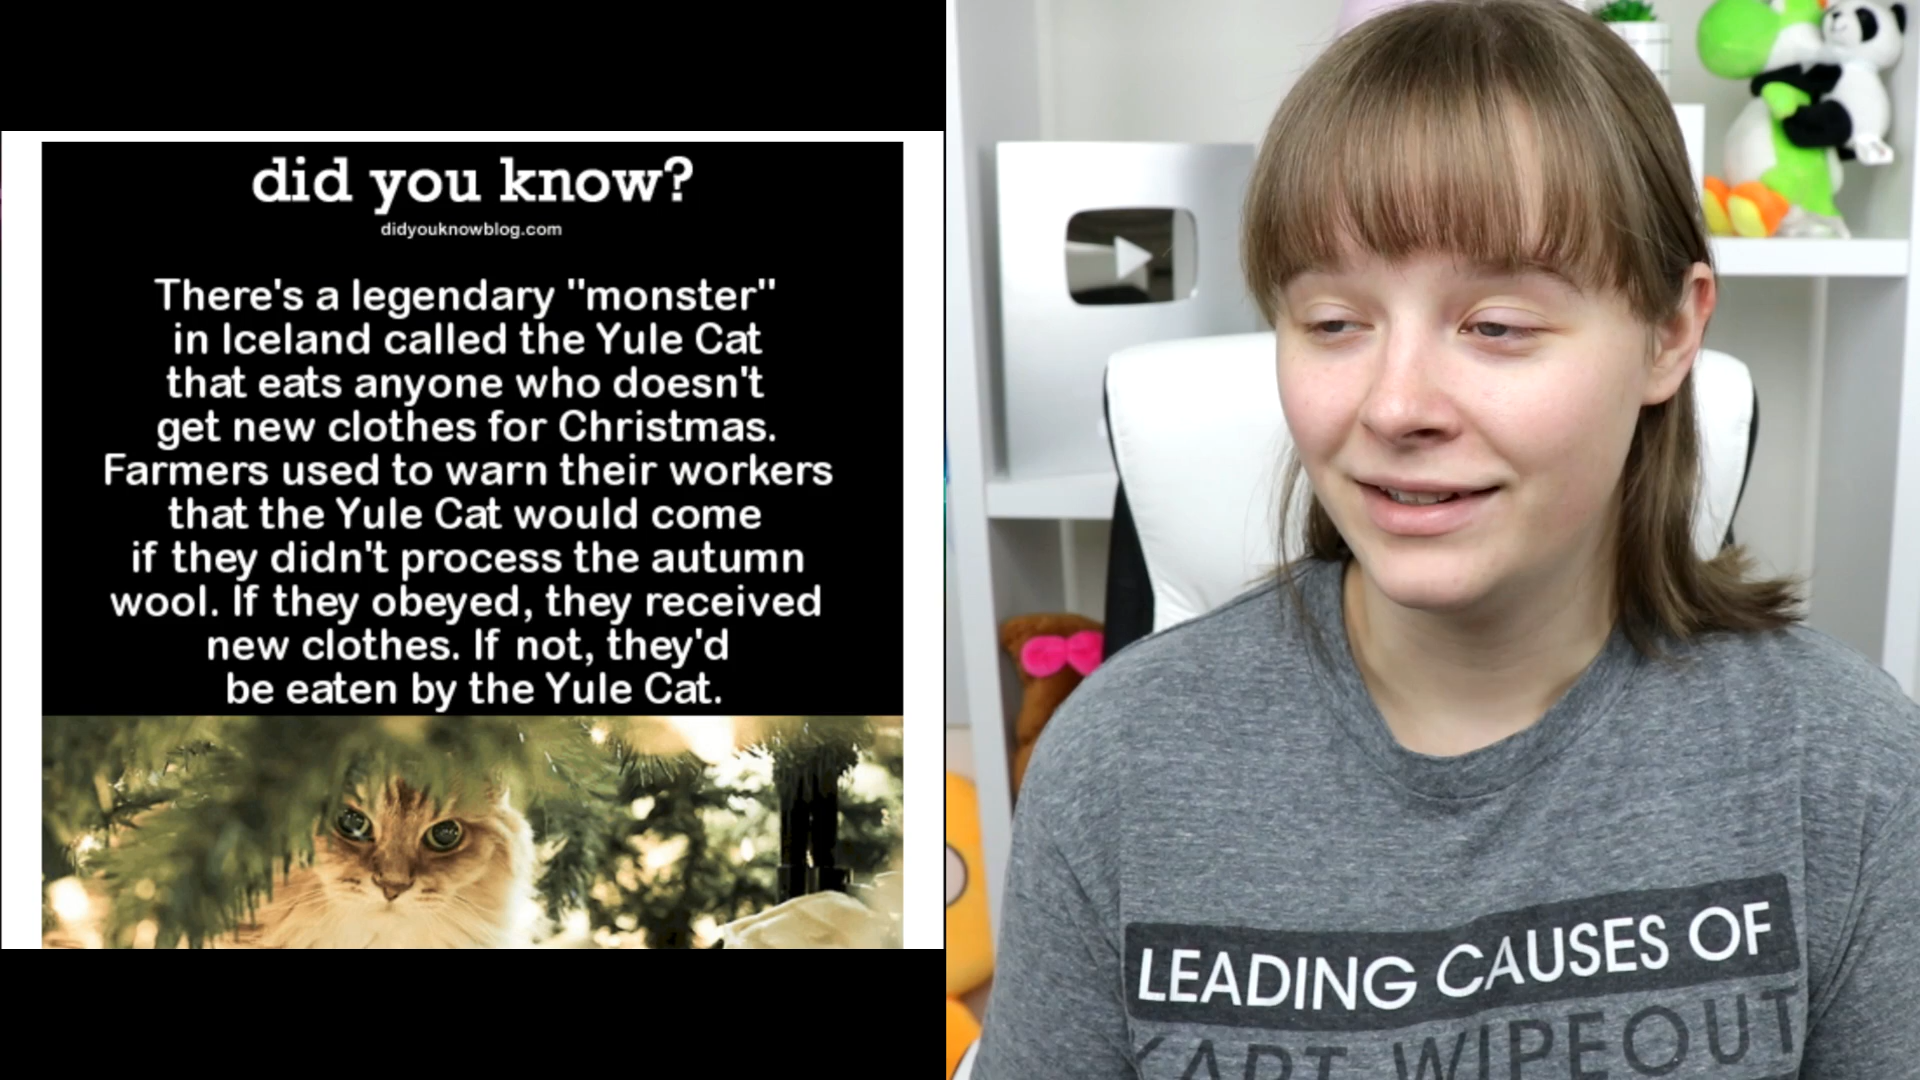 did you know?
didyouknowblog.com
There's a legendary "monster"
in Iceland called the Yule Cat
that eats anyone who doesn't
get new clothes for Christmas.
Farmers used to warn their workers
that the Yule Cat would come
if they didn't process the autumn
wool. If they obeyed, they received
new clothes. If not, they'd
be eaten by the Yule Cat.
LEADING CAUSES OF
KART WIPEOUT